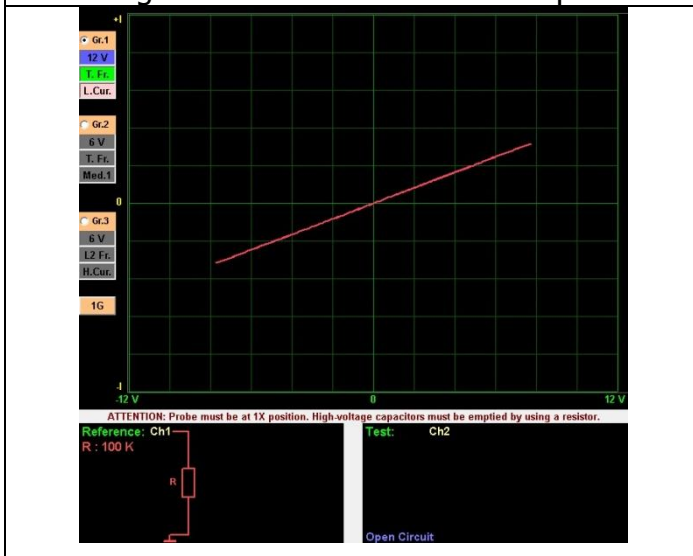 +I
Gr.1
12 V
T. Fr.
L.Cur.
Gr.2
6 V
T. Fr.
Med.1
0
Gr.3
6 V
L2 Fr.
H.Cur.
1G
-I
-12 V
0
12 V
ATTENTION: Probe must be at 1X position. High-voltage capacitors must be emptied by using a resistor.
Reference: Ch1
R : 100 K
R
Test: Ch2
Open Circuit